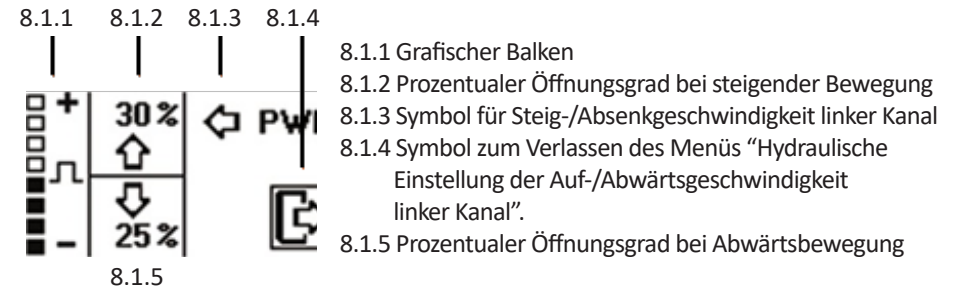 8.1.1 8.1.2 8.1.3 8.1.4
+
30%
PW
25%
-
8.1.5
8.1.1 Grafischer Balken
8.1.2 Prozentualer Öffnungsgrad bei steigender Bewegung
8.1.3 Symbol für Steig-/Absenkgeschwindigkeit linker Kanal
8.1.4 Symbol zum Verlassen des Menüs “Hydraulische
Einstellung der Auf-/Abwärtsgeschwindigkeit
linker Kanal”.
8.1.5 Prozentualer Öffnungsgrad bei Abwärtsbewegung